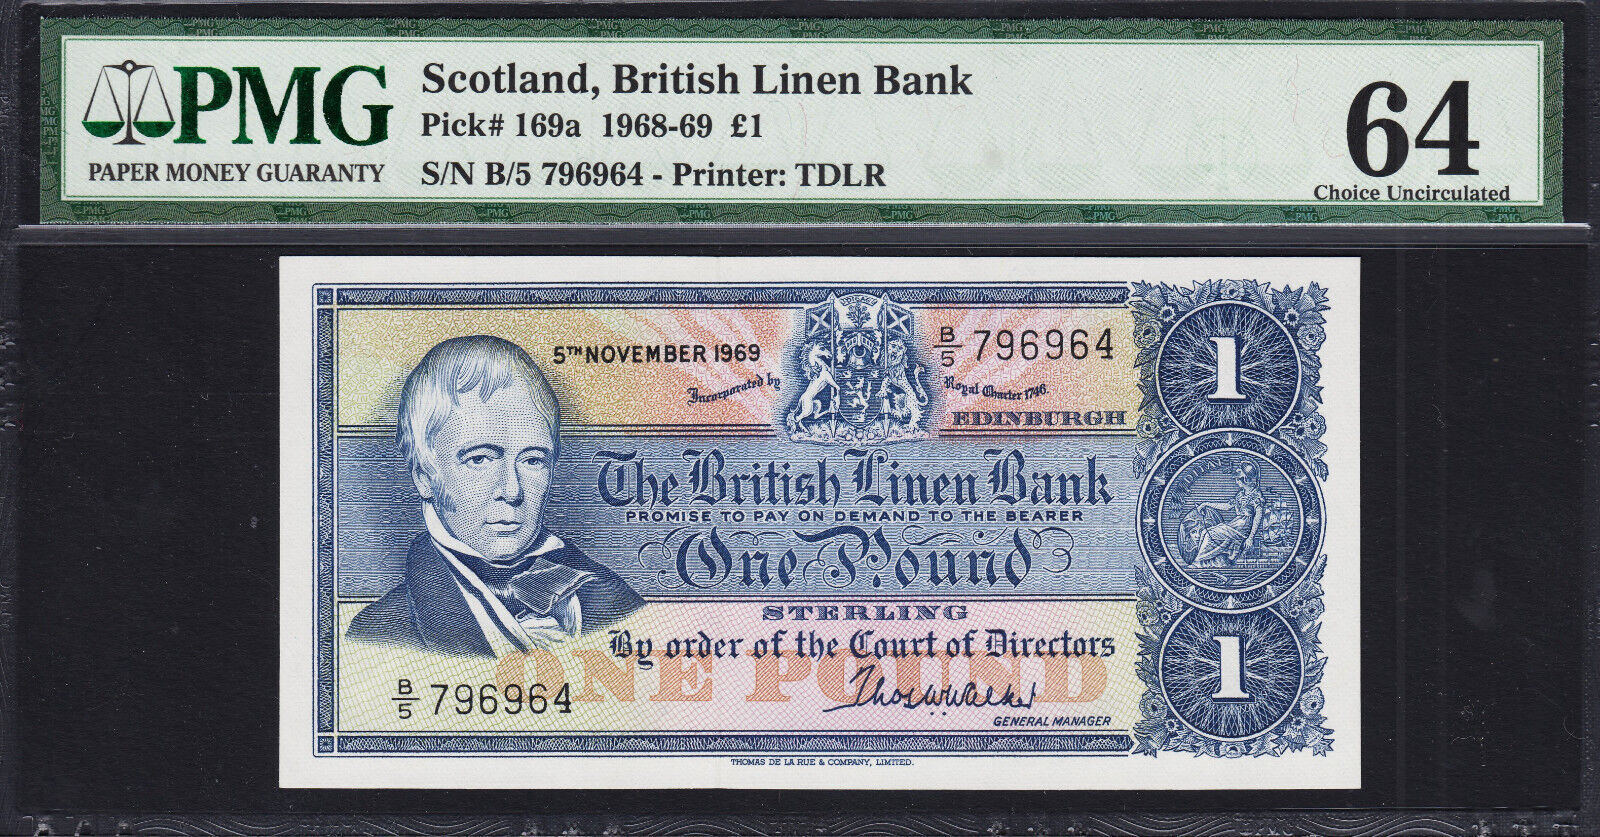 PMG
PAPER MONEY GUARANTY
Scotland, British Linen Bank
Pick# 169a 1968-69 £1
S/N B/5 796964 - Printer: TDLR
64
Choice Uncirculated
5TH NOVEMBER 1969
B/5 796964
Incorporated by Royal Charter 1746.
EDINBURGH
1
The British Linen Bank
PROMISE TO PAY ON DEMAND TO THE BEARER
One Pound
STERLING
By order of the Court of Directors
ONE POUND
B/5 796964
Thos W Walker
GENERAL MANAGER
1
THOMAS DE LA RUE & COMPANY, LIMITED.